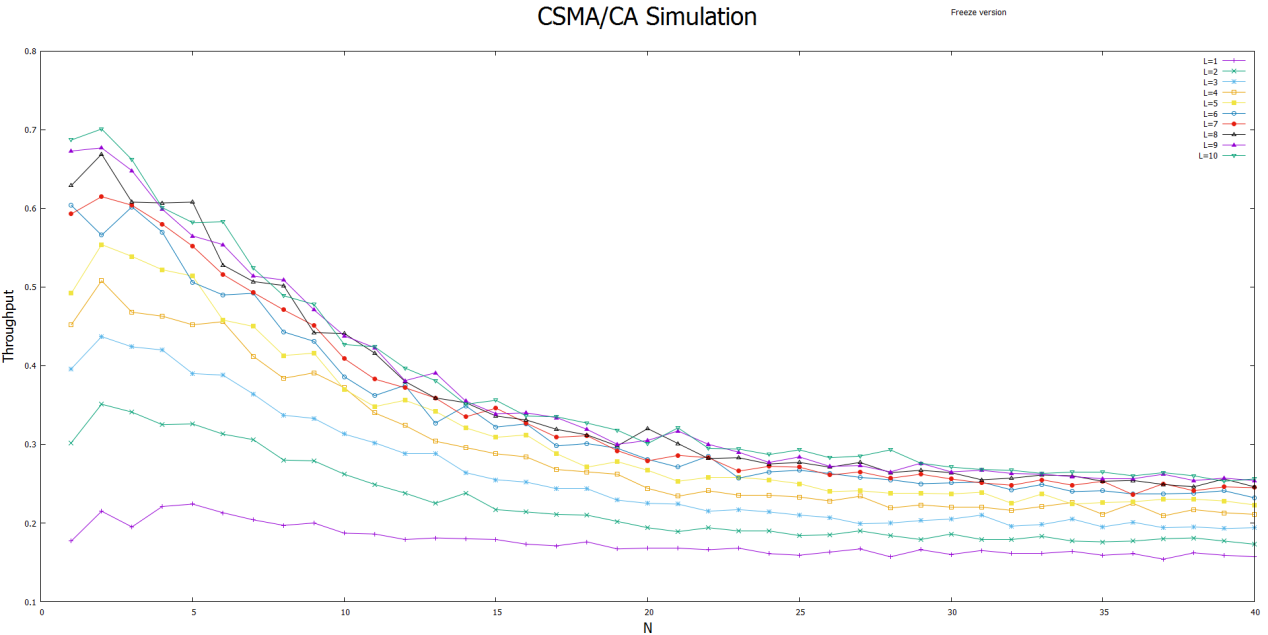 CSMA/CA Simulation
Freeze version
0.8
0.7
0.6
0.5
0.4
0.3
0.2
0.1
Throughput
L=1
L=2
L=3
L=4
L=5
L=6
L=7
L=8
L=9
L=10
0 5 10 15 20 25 30 35 40
N